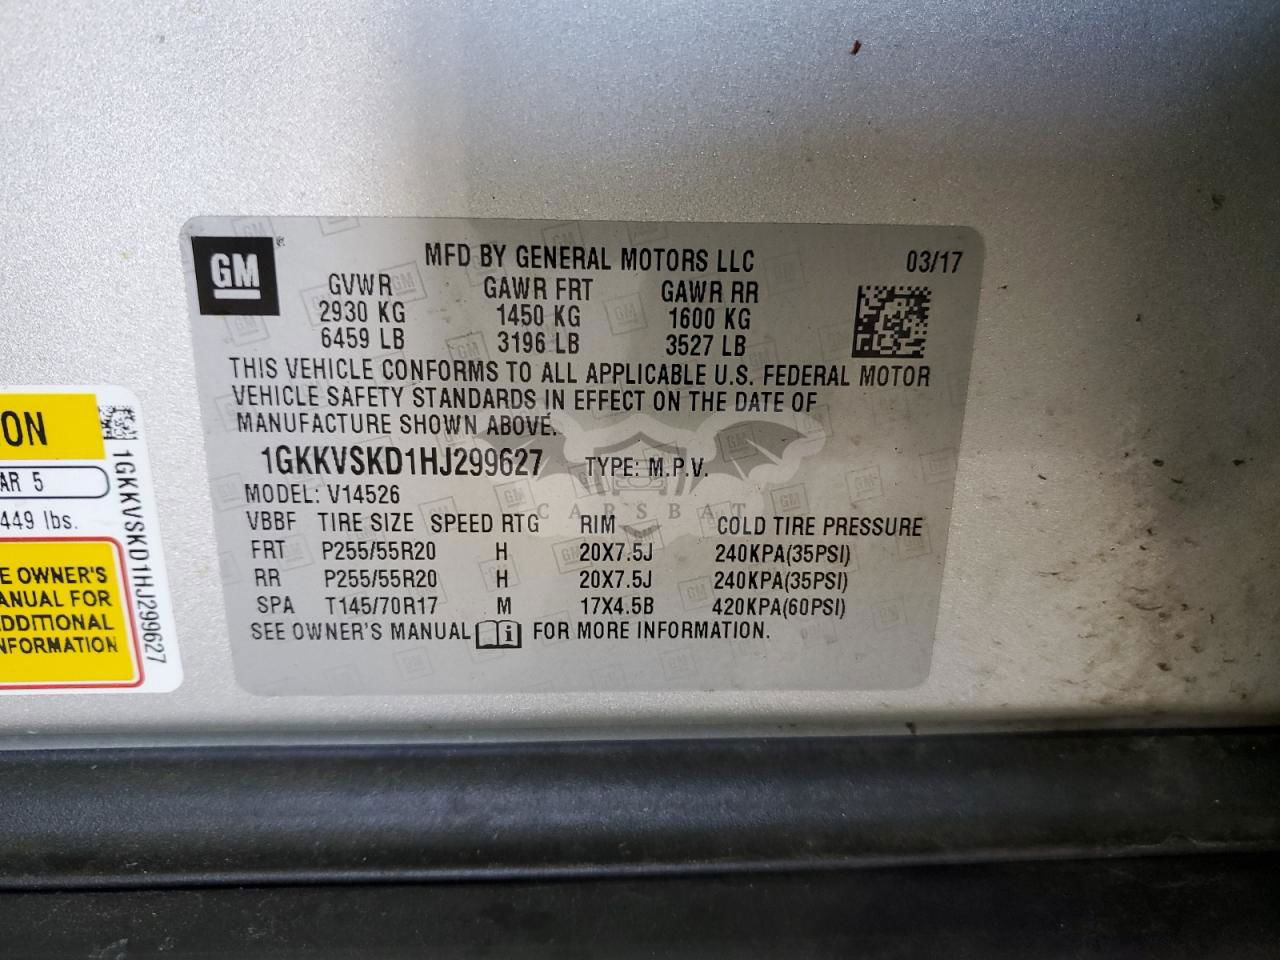 GM
MFD BY GENERAL MOTORS LLC 03/17
GVWR GAWR FRT GAWR RR
2930 KG 1450 KG 1600 KG
6459 LB 3196 LB 3527 LB
THIS VEHICLE CONFORMS TO ALL APPLICABLE U.S. FEDERAL MOTOR
VEHICLE SAFETY STANDARDS IN EFFECT ON THE DATE OF
MANUFACTURE SHOWN ABOVE.
1GKKVSKD1HJ299627 TYPE: M.P.V.
MODEL: V14526
CARSBAT
VBBF TIRE SIZE SPEED RTG RIM COLD TIRE PRESSURE
FRT P255/55R20 H 20X7.5J 240KPA(35PSI)
RR P255/55R20 H 20X7.5J 240KPA(35PSI)
SPA T145/70R17 M 17X4.5B 420KPA(60PSI)
SEE OWNER'S MANUAL i FOR MORE INFORMATION.
ON
AR 5
449 lbs.
E OWNER'S
ANUAL FOR
DDITIONAL
NFORMATION
1GKKVSKD1HJ299627